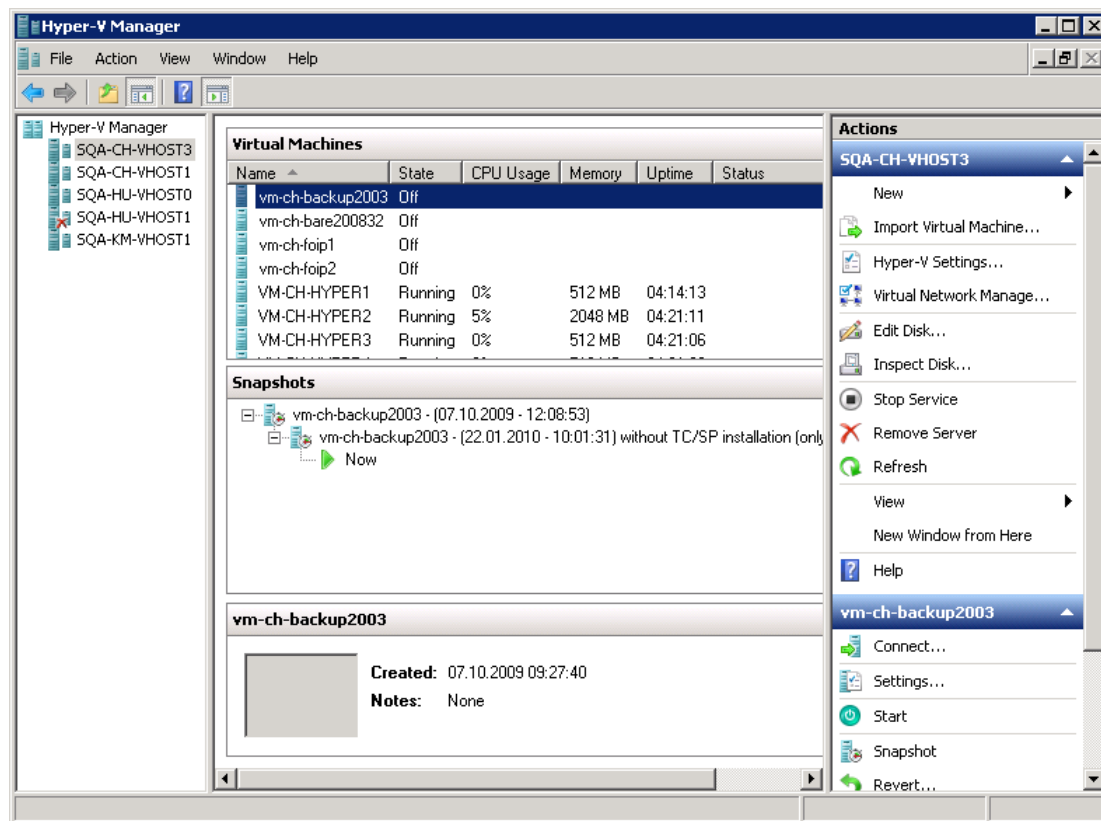 Hyper-V Manager
File Action View Window Help
Hyper-V Manager
SQA-CH-VHOST3
SQA-CH-VHOST1
SQA-HU-VHOST0
SQA-HU-VHOST1
SQA-KM-VHOST1
Virtual Machines
Name State CPU Usage Memory Uptime Status
vm-ch-backup2003 Off
vm-ch-bare200832 Off
vm-ch-foip1 Off
vm-ch-foip2 Off
VM-CH-HYPER1 Running 0% 512 MB 04:14:13
VM-CH-HYPER2 Running 5% 2048 MB 04:21:11
VM-CH-HYPER3 Running 0% 512 MB 04:21:06
Snapshots
vm-ch-backup2003 - (07.10.2009 - 12:08:53)
vm-ch-backup2003 - (22.01.2010 - 10:01:31) without TC/SP installation (only
Now
vm-ch-backup2003
Created: 07.10.2009 09:27:40
Notes: None
Actions
SQA-CH-VHOST3
New
Import Virtual Machine...
Hyper-V Settings...
Virtual Network Manage...
Edit Disk...
Inspect Disk...
Stop Service
Remove Server
Refresh
View
New Window from Here
Help
vm-ch-backup2003
Connect...
Settings...
Start
Snapshot
Revert...